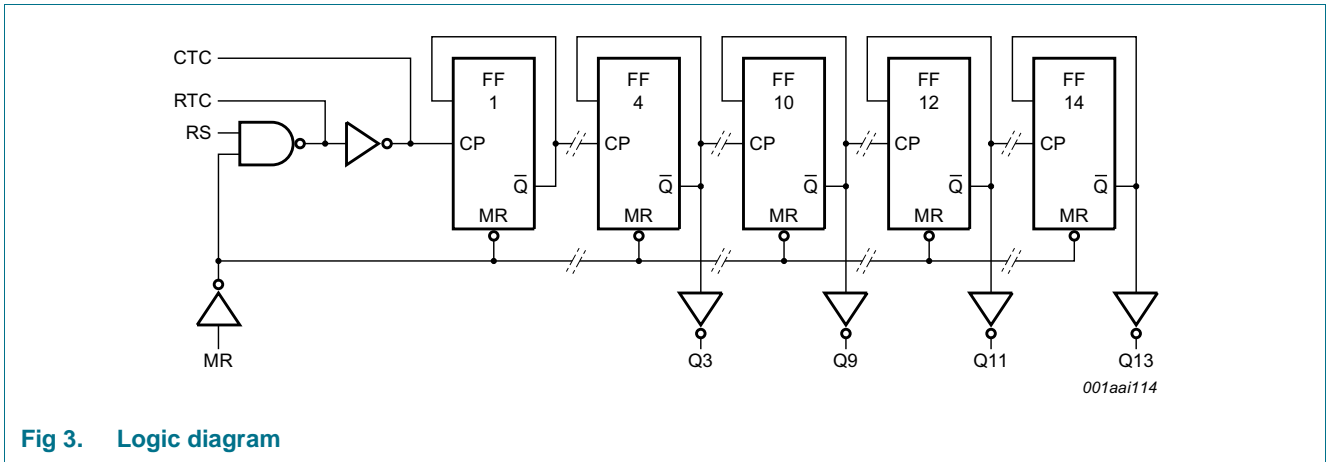 CTC
RTC
RS
FF 1
CP
Q̅
MR
FF 4
CP
Q̅
MR
FF 10
CP
Q̅
MR
FF 12
CP
Q̅
MR
FF 14
CP
Q̅
MR
MR
Q3
Q9
Q11
Q13
001aai114
Fig 3. Logic diagram